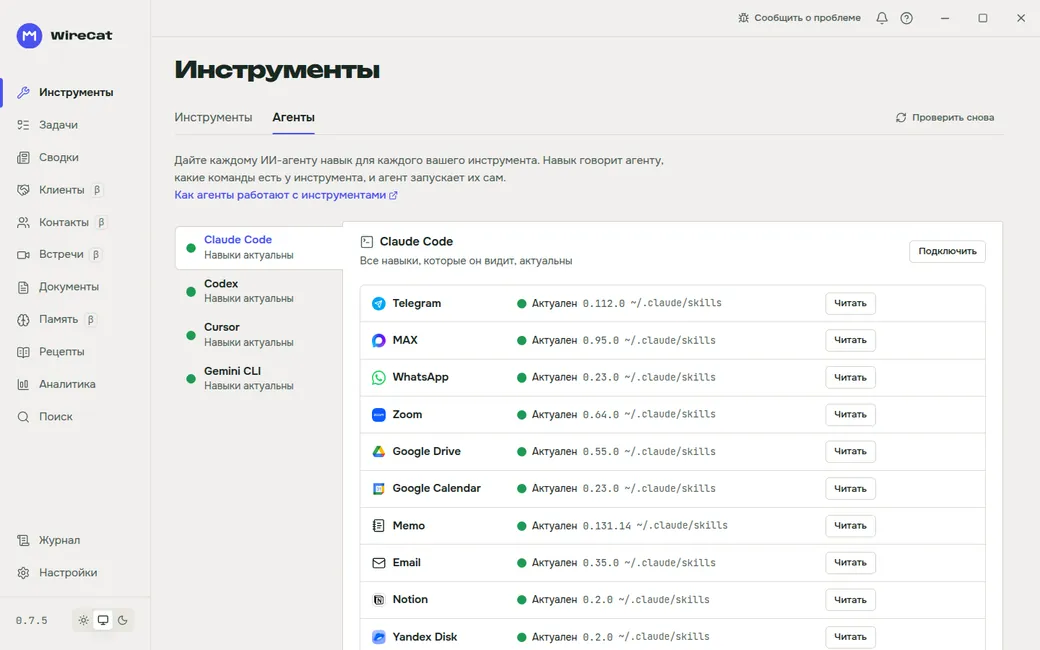 Сообщить о проблеме
wirecat
Инструменты
Задачи
Сводки
Клиенты β
Контакты β
Встречи β
Документы
Память β
Рецепты
Аналитика
Поиск
Журнал
Настройки
0.7.5
Инструменты
Инструменты Агенты Проверить снова
Дайте каждому ИИ-агенту навык для каждого вашего инструмента. Навык говорит агенту,
какие команды есть у инструмента, и агент запускает их сам.
Как агенты работают с инструментами
Claude Code
Навыки актуальны
Codex
Навыки актуальны
Cursor
Навыки актуальны
Gemini CLI
Навыки актуальны
Claude Code
Все навыки, которые он видит, актуальны
Подключить
Telegram Актуален 0.112.0 ~/.claude/skills Читать
MAX Актуален 0.95.0 ~/.claude/skills Читать
WhatsApp Актуален 0.23.0 ~/.claude/skills Читать
Zoom Актуален 0.64.0 ~/.claude/skills Читать
Google Drive Актуален 0.55.0 ~/.claude/skills Читать
Google Calendar Актуален 0.23.0 ~/.claude/skills Читать
Memo Актуален 0.131.14 ~/.claude/skills Читать
Email Актуален 0.35.0 ~/.claude/skills Читать
Notion Актуален 0.2.0 ~/.claude/skills Читать
Yandex Disk Актуален 0.2.0 ~/.claude/skills Читать